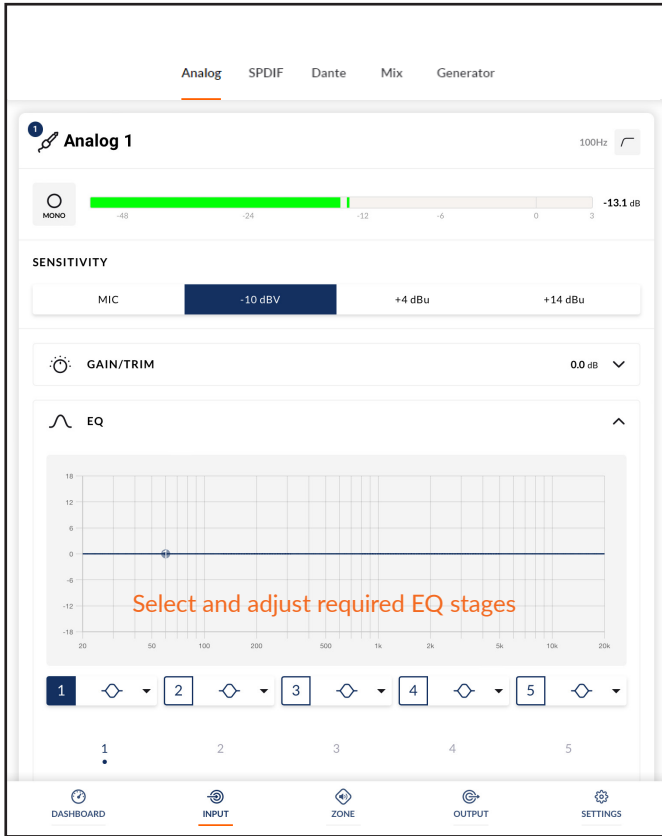 Analog SPDIF Dante Mix Generator
1
Analog 1
100Hz
MONO
-13.1 dB
-48 -24 -12 -6 0 3
SENSITIVITY
MIC -10 dBV +4 dBu +14 dBu
GAIN/TRIM 0.0 dB
EQ
18
12
6
0
1
-6
-12
Select and adjust required EQ stages
-18
20 50 100 200 500 1k 2k 5k 10k 20k
1 2 3 4 5
1 2 3 4 5
DASHBOARD INPUT ZONE OUTPUT SETTINGS